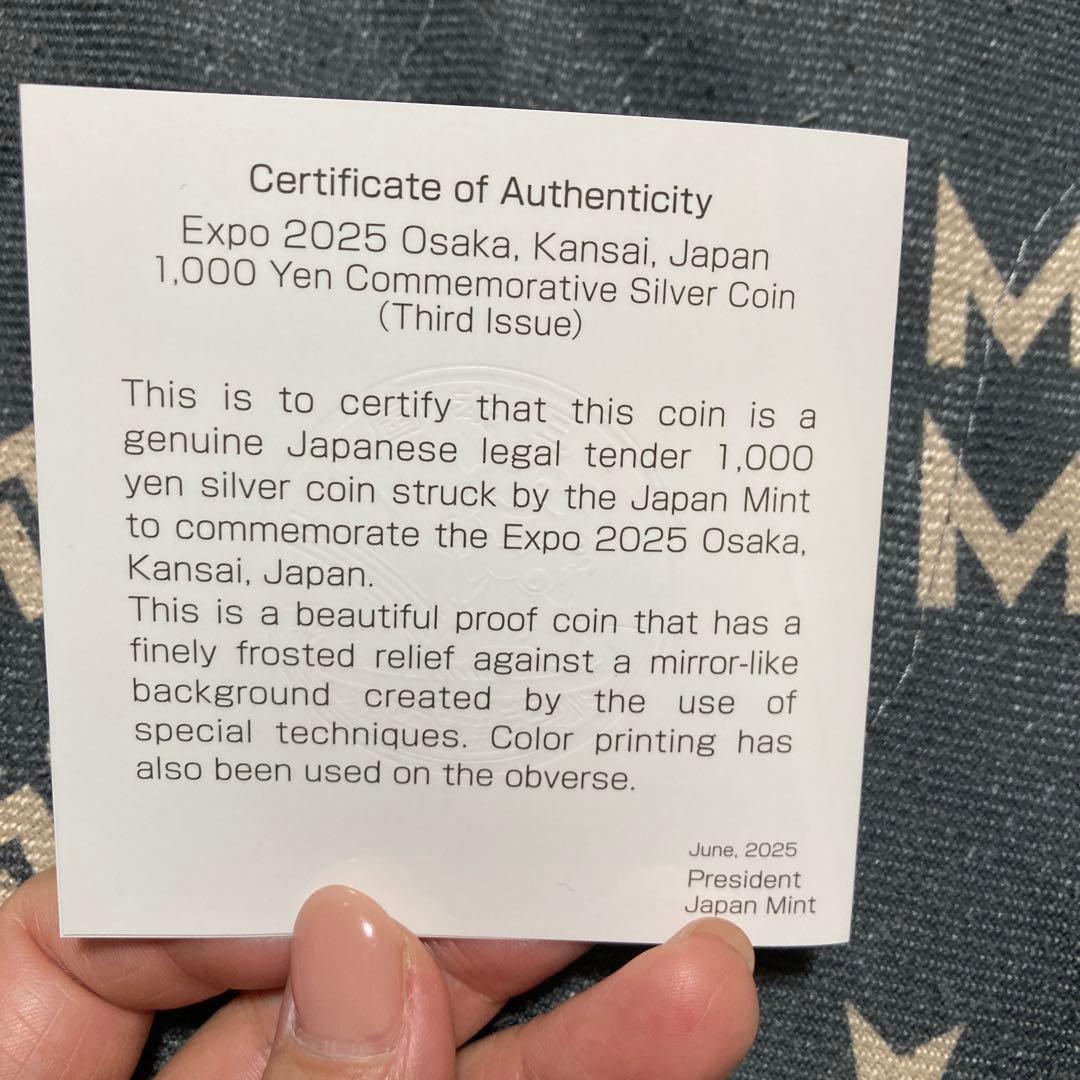 Certificate of Authenticity
Expo 2025 Osaka, Kansai, Japan
1,000 Yen Commemorative Silver Coin
(Third Issue)
This is to certify that this coin is a
genuine Japanese legal tender 1,000
yen silver coin struck by the Japan Mint
to commemorate the Expo 2025 Osaka,
Kansai, Japan.
This is a beautiful proof coin that has a
finely frosted relief against a mirror-like
background created by the use of
special techniques. Color printing has
also been used on the obverse.
June, 2025
President
Japan Mint
M
M